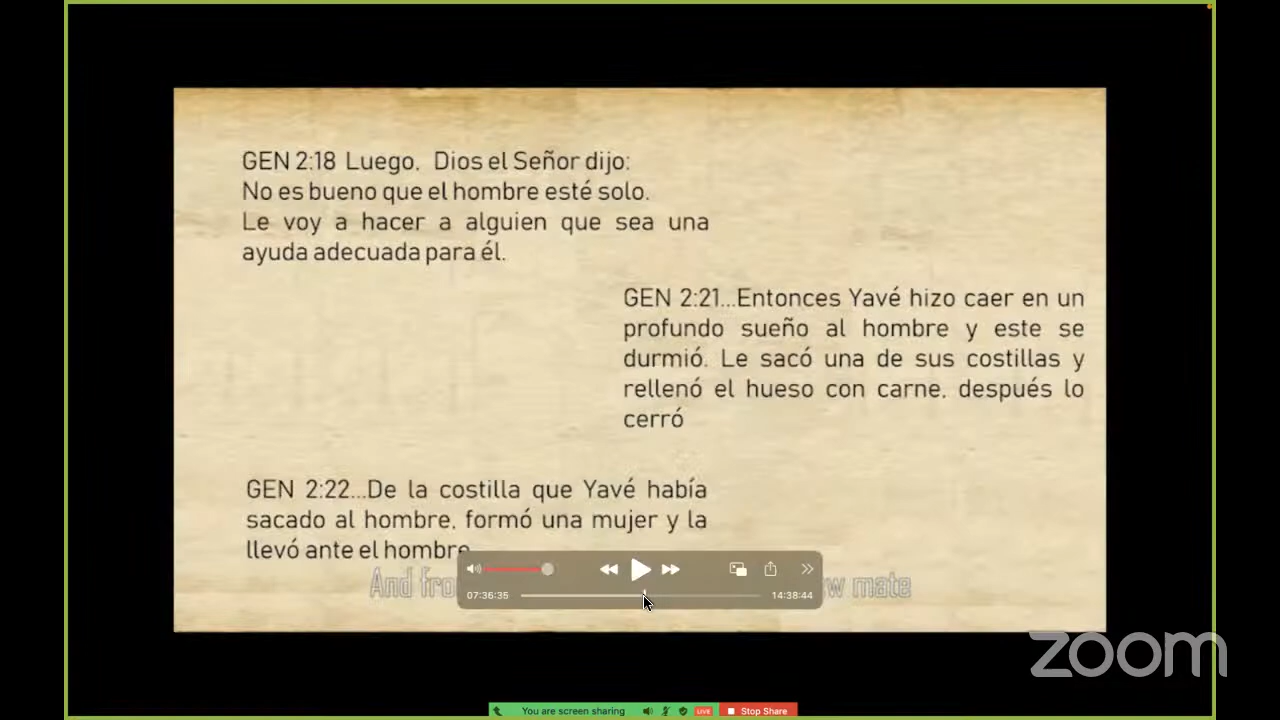 GEN 2:18 Luego, Dios el Señor dijo:
No es bueno que el hombre esté solo.
Le voy a hacer a alguien que sea una
ayuda adecuada para él.
GEN 2:21...Entonces Yavé hizo caer en un
profundo sueño al hombre y este se
durmió. Le sacó una de sus costillas y
rellenó el hueso con carne, después lo
cerró
GEN 2:22...De la costilla que Yavé había
sacado al hombre, formó una mujer y la
llevó ante el hombre
And mate
07:36:35 14:38:44
zoom
You are screen sharing LIVE Stop Share